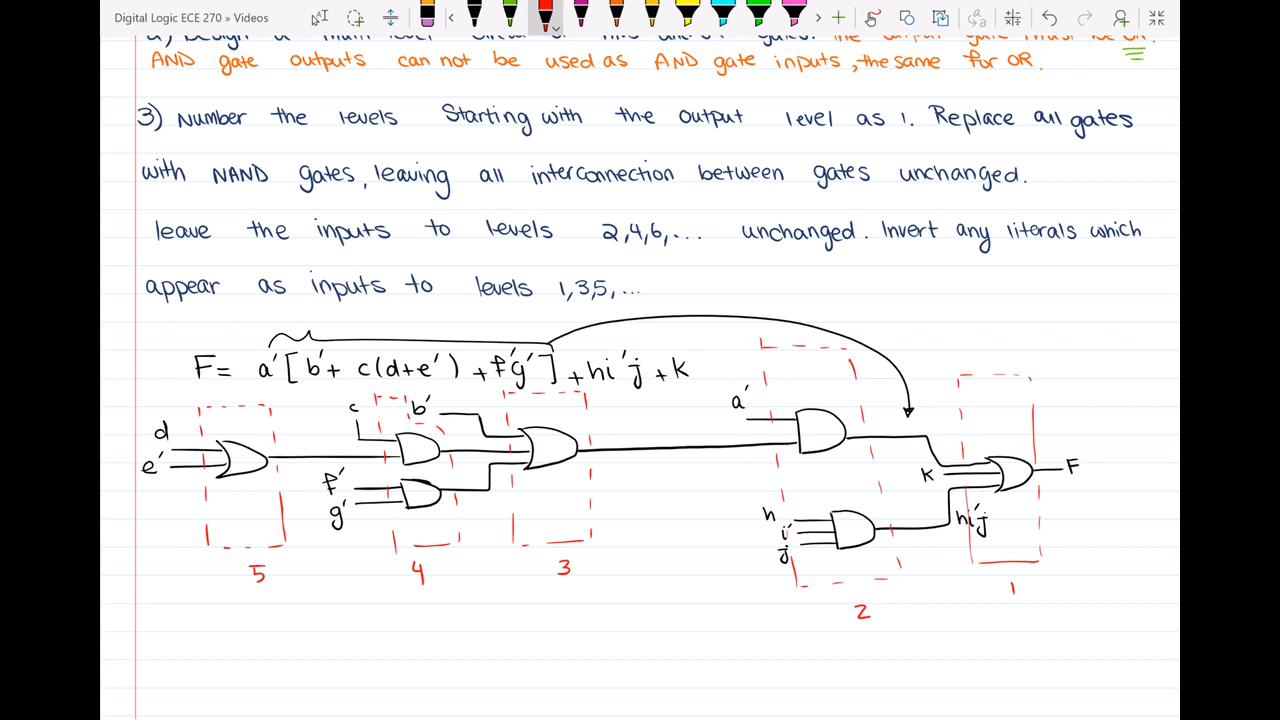 Digital Logic ECE 270 » Videos
AND gate outputs can not be used as AND gate inputs, the same for OR.
3) Number the levels Starting with the output level as 1. Replace all gates
with NAND gates, leaving all interconnection between gates unchanged.
leave the inputs to levels 2,4,6,... unchanged. Invert any literals which
appear as inputs to levels 1,3,5,...
F= a' [ b' + c(d+e') + f'g' ] + hi'j + k
c b' a'
d
e' k F
f'
g' h hi'j
i'
j
5 4 3 2 1